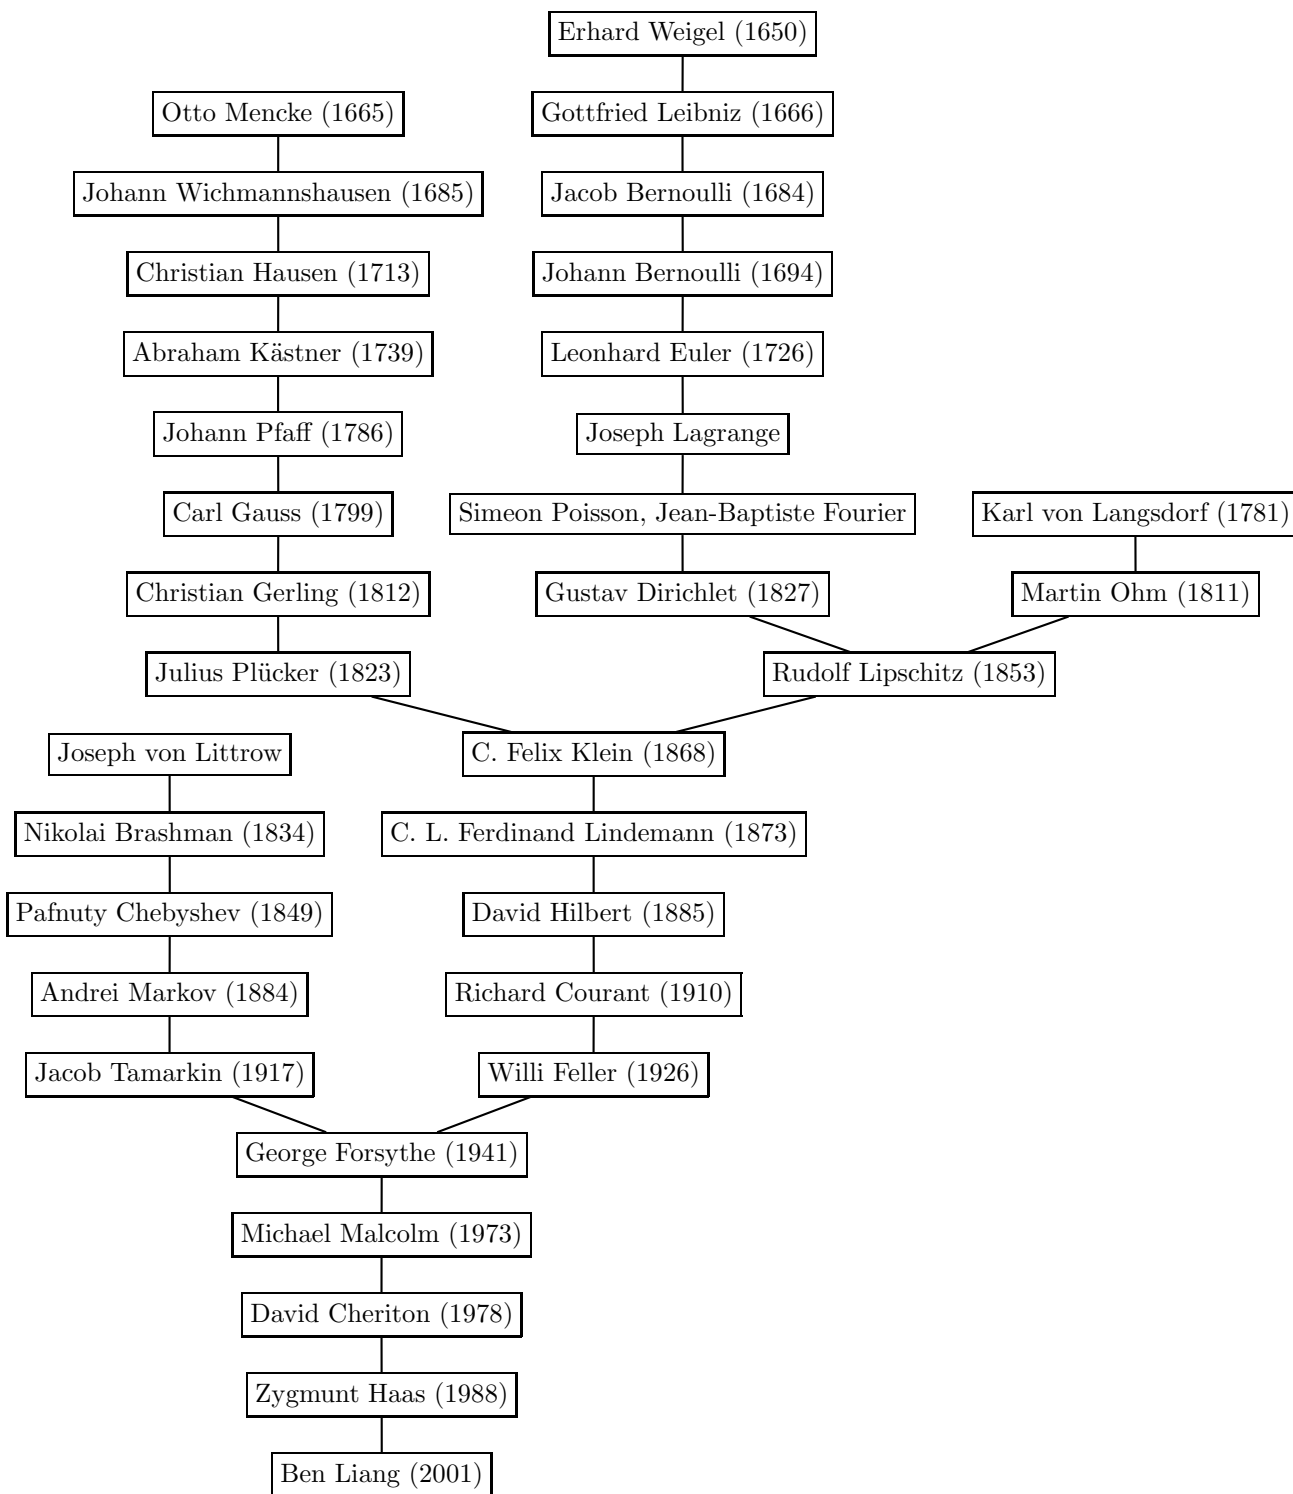 Erhard Weigel (1650)
Otto Mencke (1665)
Gottfried Leibniz (1666)
Johann Wichmannshausen (1685)
Jacob Bernoulli (1684)
Christian Hausen (1713)
Johann Bernoulli (1694)
Abraham Kästner (1739)
Leonhard Euler (1726)
Johann Pfaff (1786)
Joseph Lagrange
Carl Gauss (1799)
Simeon Poisson, Jean-Baptiste Fourier
Karl von Langsdorf (1781)
Christian Gerling (1812)
Gustav Dirichlet (1827)
Martin Ohm (1811)
Julius Plücker (1823)
Rudolf Lipschitz (1853)
Joseph von Littrow
C. Felix Klein (1868)
Nikolai Brashman (1834)
C. L. Ferdinand Lindemann (1873)
Pafnuty Chebyshev (1849)
David Hilbert (1885)
Andrei Markov (1884)
Richard Courant (1910)
Jacob Tamarkin (1917)
Willi Feller (1926)
George Forsythe (1941)
Michael Malcolm (1973)
David Cheriton (1978)
Zygmunt Haas (1988)
Ben Liang (2001)